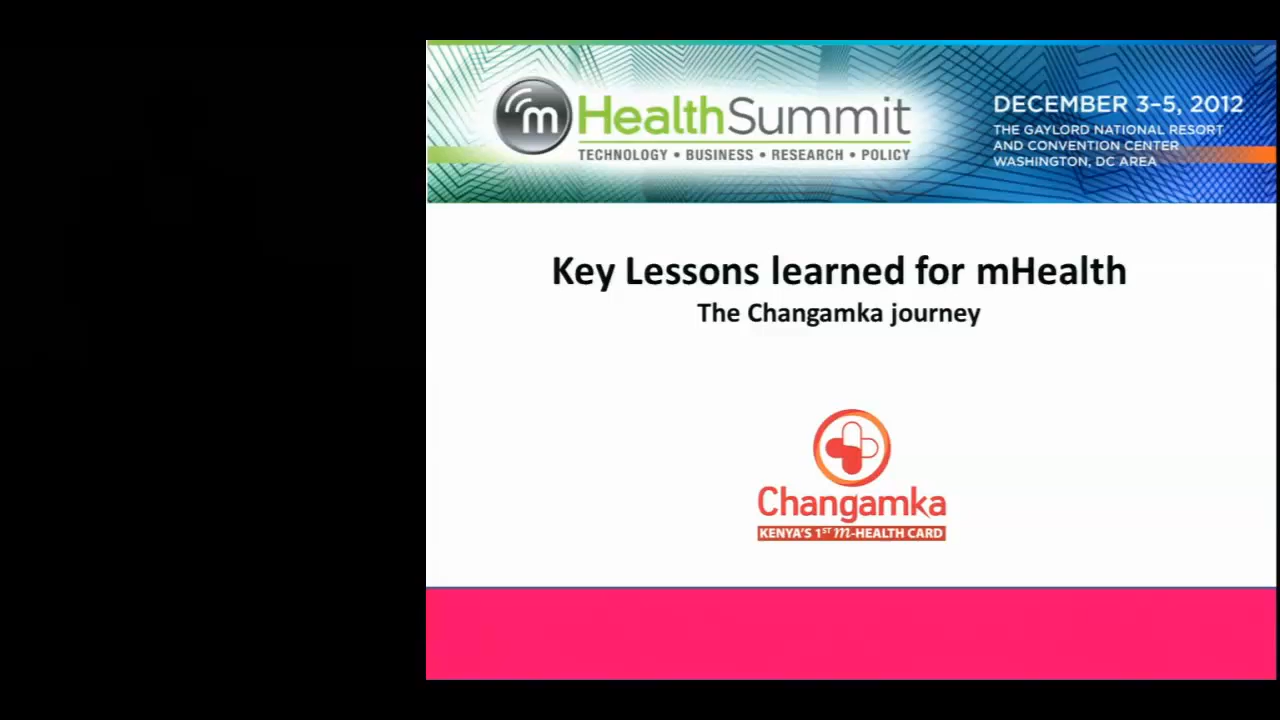 m HealthSummit
TECHNOLOGY • BUSINESS • RESEARCH • POLICY
DECEMBER 3–5, 2012
THE GAYLORD NATIONAL RESORT
AND CONVENTION CENTER
WASHINGTON, DC AREA
Key Lessons learned for mHealth
The Changamka journey
Changamka
KENYA'S 1ST m-HEALTH CARD